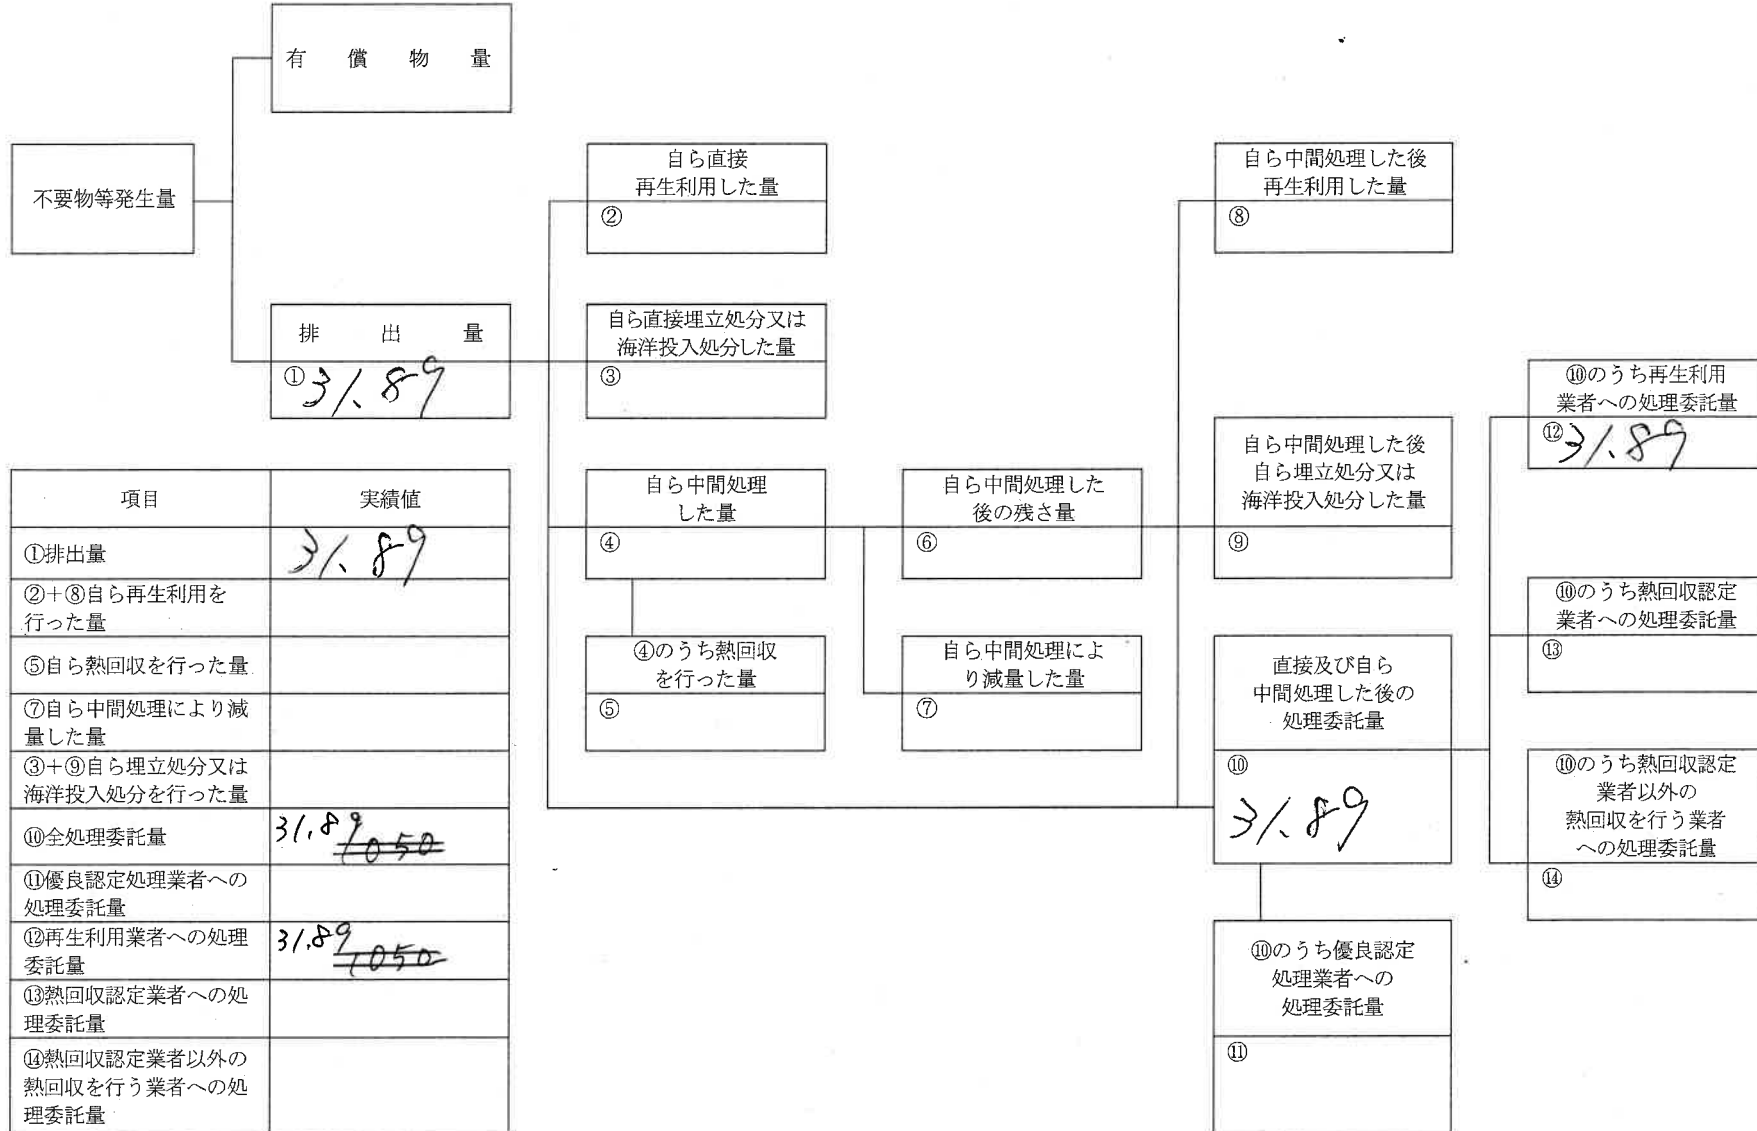 有償物量
不要物等発生量
自ら直接
再生利用した量
②
自ら中間処理した後
再生利用した量
⑧
排出量
①31.89
自ら直接埋立処分又は
海洋投入処分した量
③
⑩のうち再生利用
業者への処理委託量
⑫31.89
自ら中間処理
した量
④
自ら中間処理した
後の残さ量
⑥
自ら中間処理した後
自ら埋立処分又は
海洋投入処分した量
⑨
④のうち熱回収
を行った量
⑤
自ら中間処理によ
り減量した量
⑦
直接及び自ら
中間処理した後の
処理委託量
⑩
31.89
⑩のうち熱回収認定
業者への処理委託量
⑬
⑩のうち熱回収認定
業者以外の
熱回収を行う業者
への処理委託量
⑭
⑩のうち優良認定
処理業者への
処理委託量
⑪
項目 実績値
①排出量 31.89
②+⑧自ら再生利用を
行った量
⑤自ら熱回収を行った量
⑦自ら中間処理により減
量した量
③+⑨自ら埋立処分又は
海洋投入処分を行った量
⑩全処理委託量 31.89 1050
⑪優良認定処理業者への
処理委託量
⑫再生利用業者への処理
委託量 31.89 1050
⑬熱回収認定業者への処
理委託量
⑭熱回収認定業者以外の
熱回収を行う業者への処
理委託量